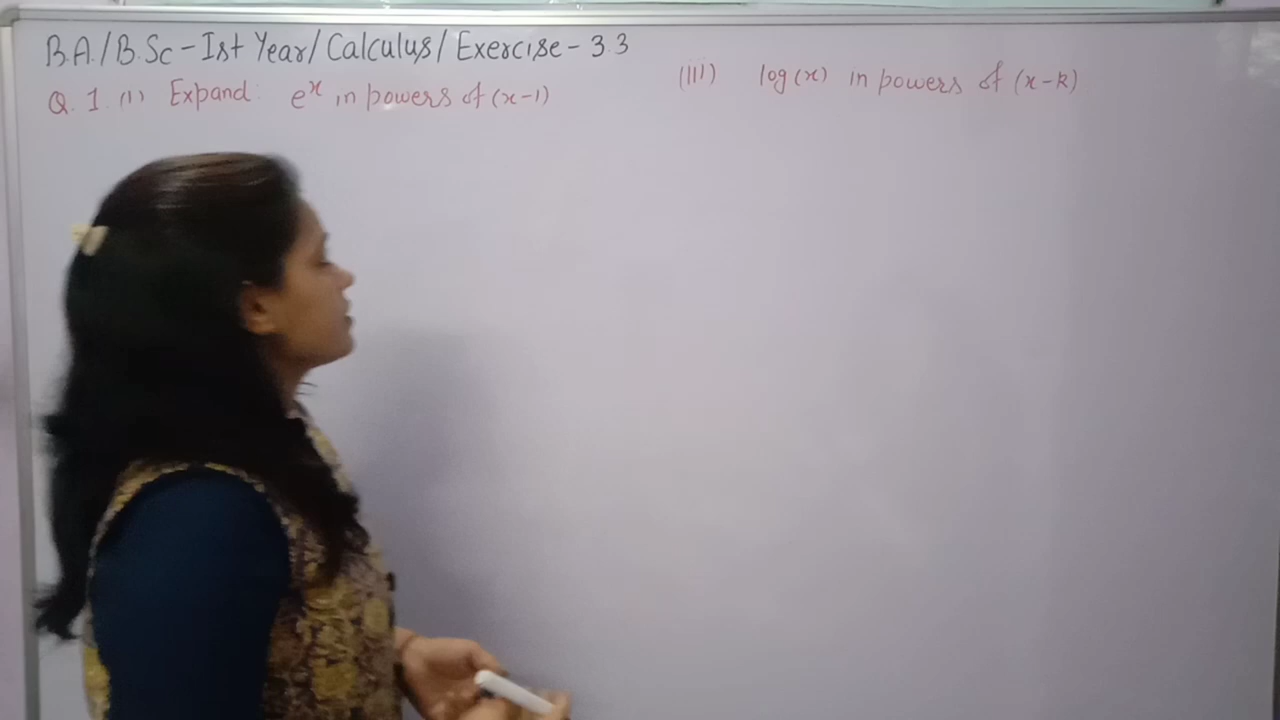 B.A./B.Sc - Ist Year/Calculus/Exercise - 3.3
Q. 1. (i) Expand: e^x in powers of (x-1)
(iii) log(x) in powers of (x-k)